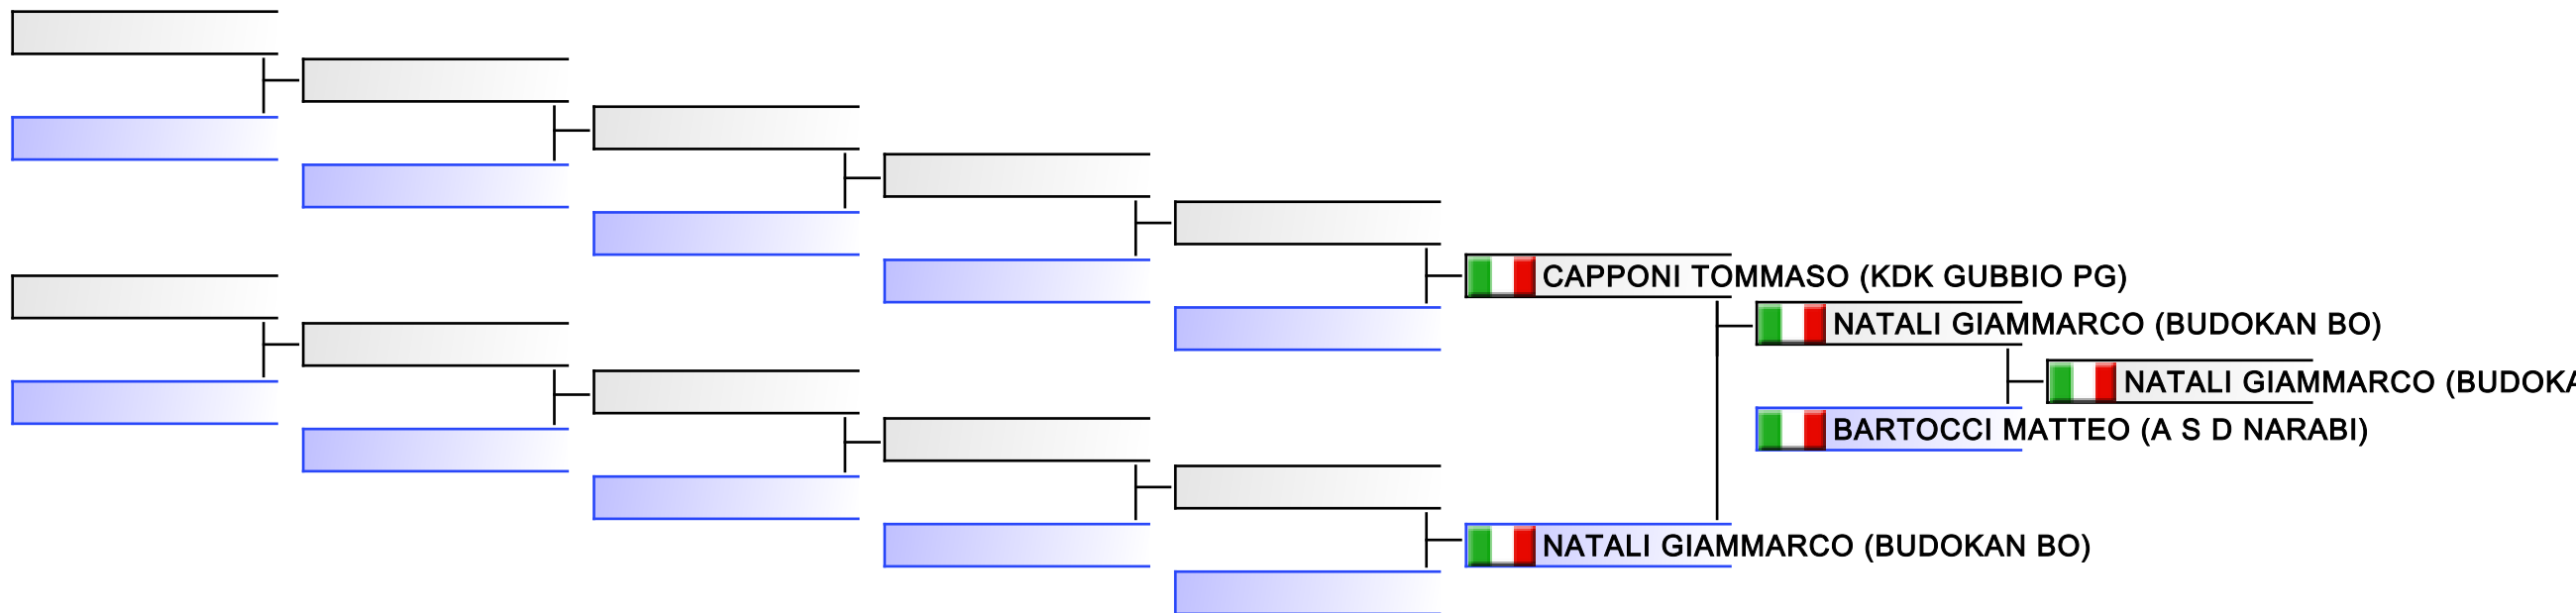 CAPPONI TOMMASO (KDK GUBBIO PG)
NATALI GIAMMARCO (BUDOKAN BO)
NATALI GIAMMARCO (BUDOKA
BARTOCCI MATTEO (A S D NARABI)
NATALI GIAMMARCO (BUDOKAN BO)